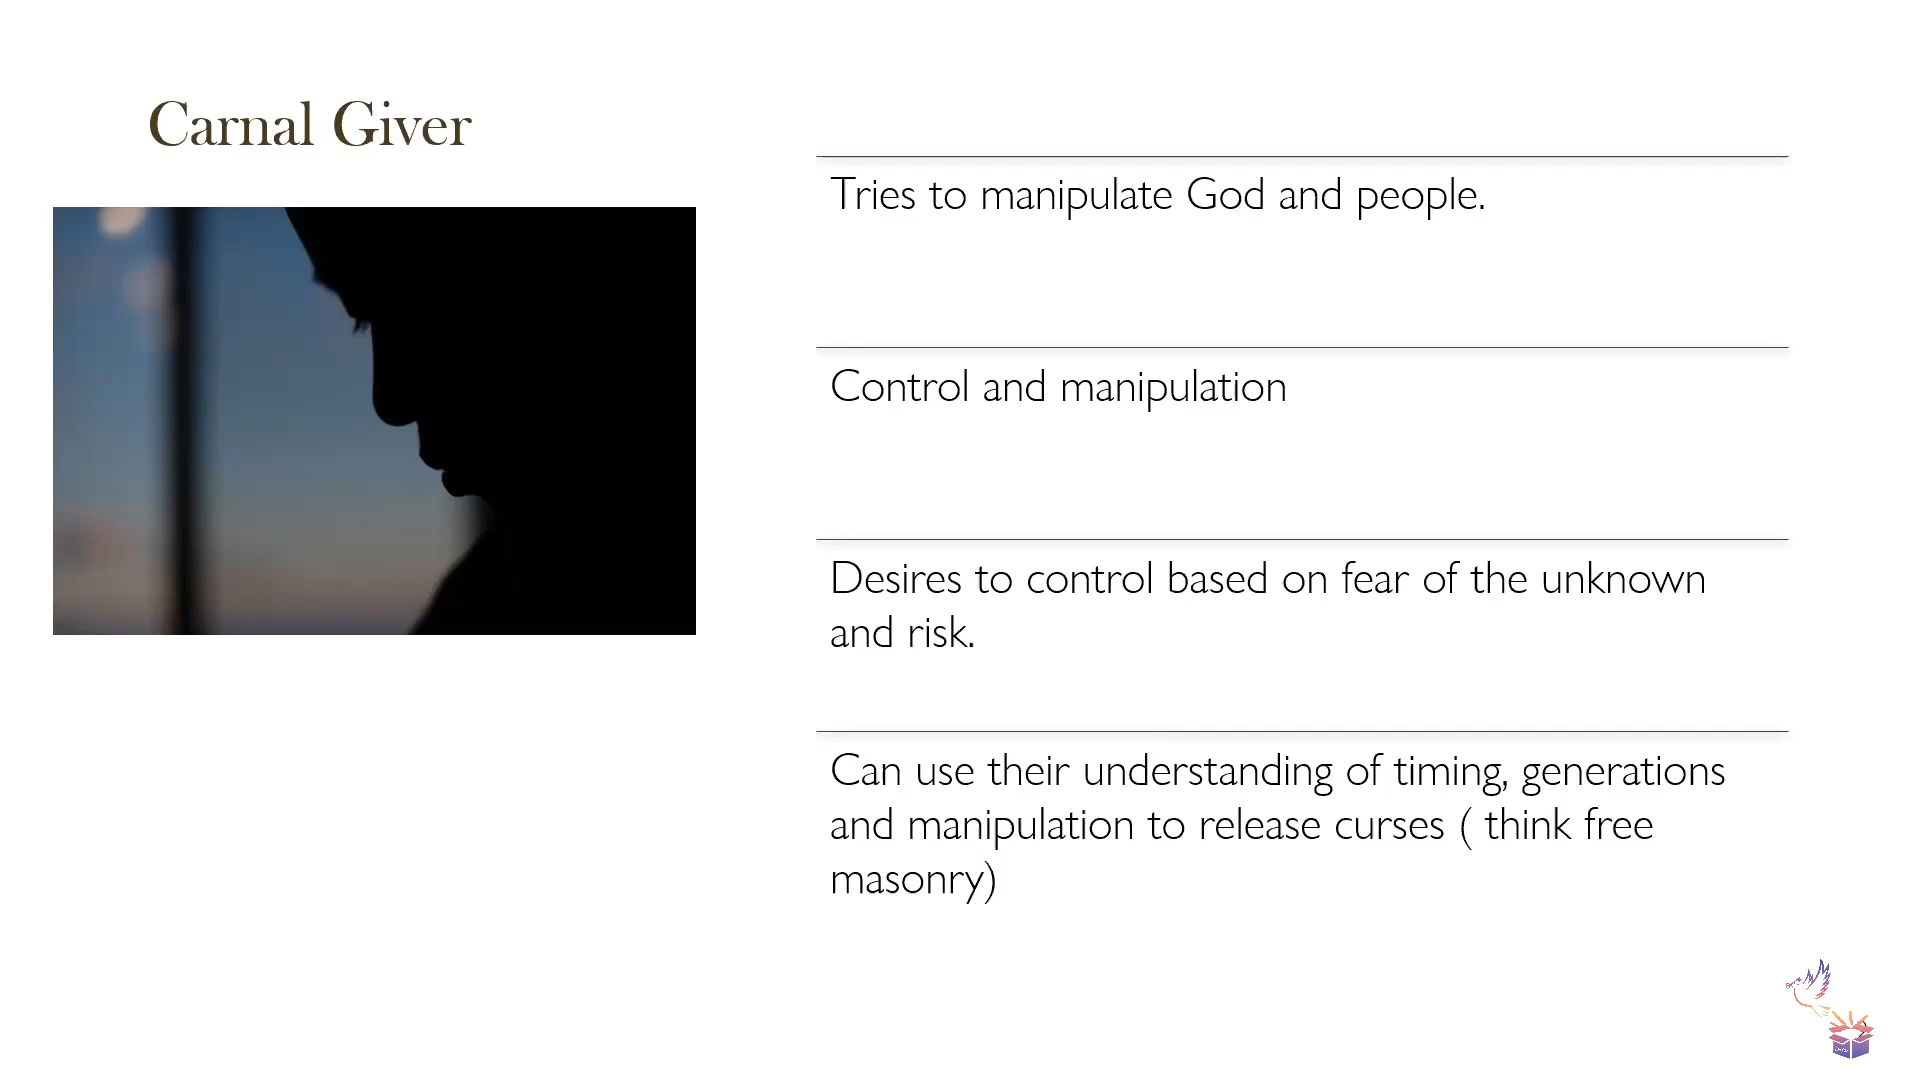 Carnal Giver
Tries to manipulate God and people.
Control and manipulation
Desires to control based on fear of the unknown
and risk.
Can use their understanding of timing, generations
and manipulation to release curses ( think free
masonry)